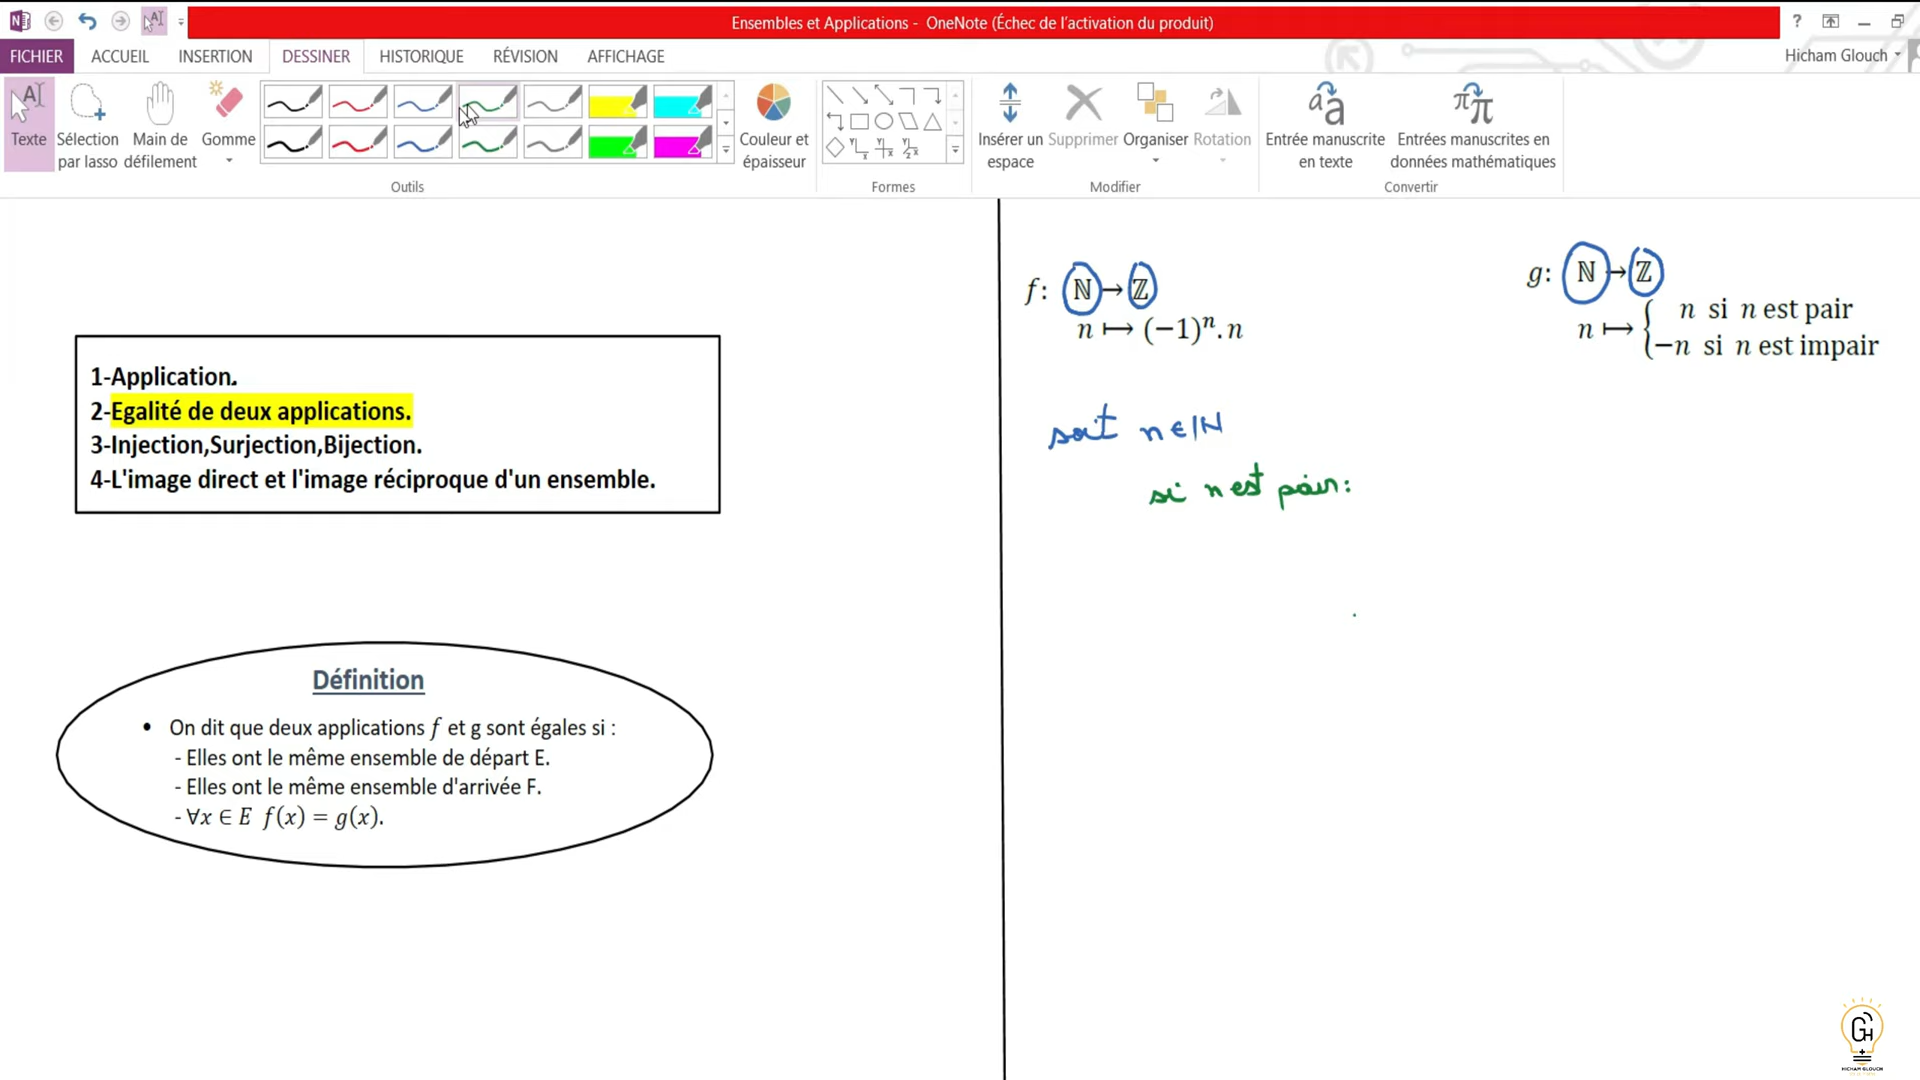 Ensembles et Applications - OneNote (Échec de l'activation du produit)
FICHIER ACCUEIL INSERTION DESSINER HISTORIQUE RÉVISION AFFICHAGE Hicham Glouch
Texte
Sélection par lasso
Main de défilement
Gomme
Couleur et épaisseur
Insérer un espace
Supprimer
Organiser
Rotation
Entrée manuscrite en texte
Entrées manuscrites en données mathématiques
Outils Formes Modifier Convertir
1-Application.
2-Egalité de deux applications.
3-Injection,Surjection,Bijection.
4-L'image direct et l'image réciproque d'un ensemble.
Définition
• On dit que deux applications f et g sont égales si :
- Elles ont le même ensemble de départ E.
- Elles ont le même ensemble d'arrivée F.
- ∀x ∈ E f(x) = g(x).
f: ℕ → ℤ
n ↦ (−1)ⁿ. n
g: ℕ → ℤ
n ↦ { n si n est pair
−n si n est impair
soit n ∈ ℕ
si n est pair:
GH
HICHAM GLOUCH